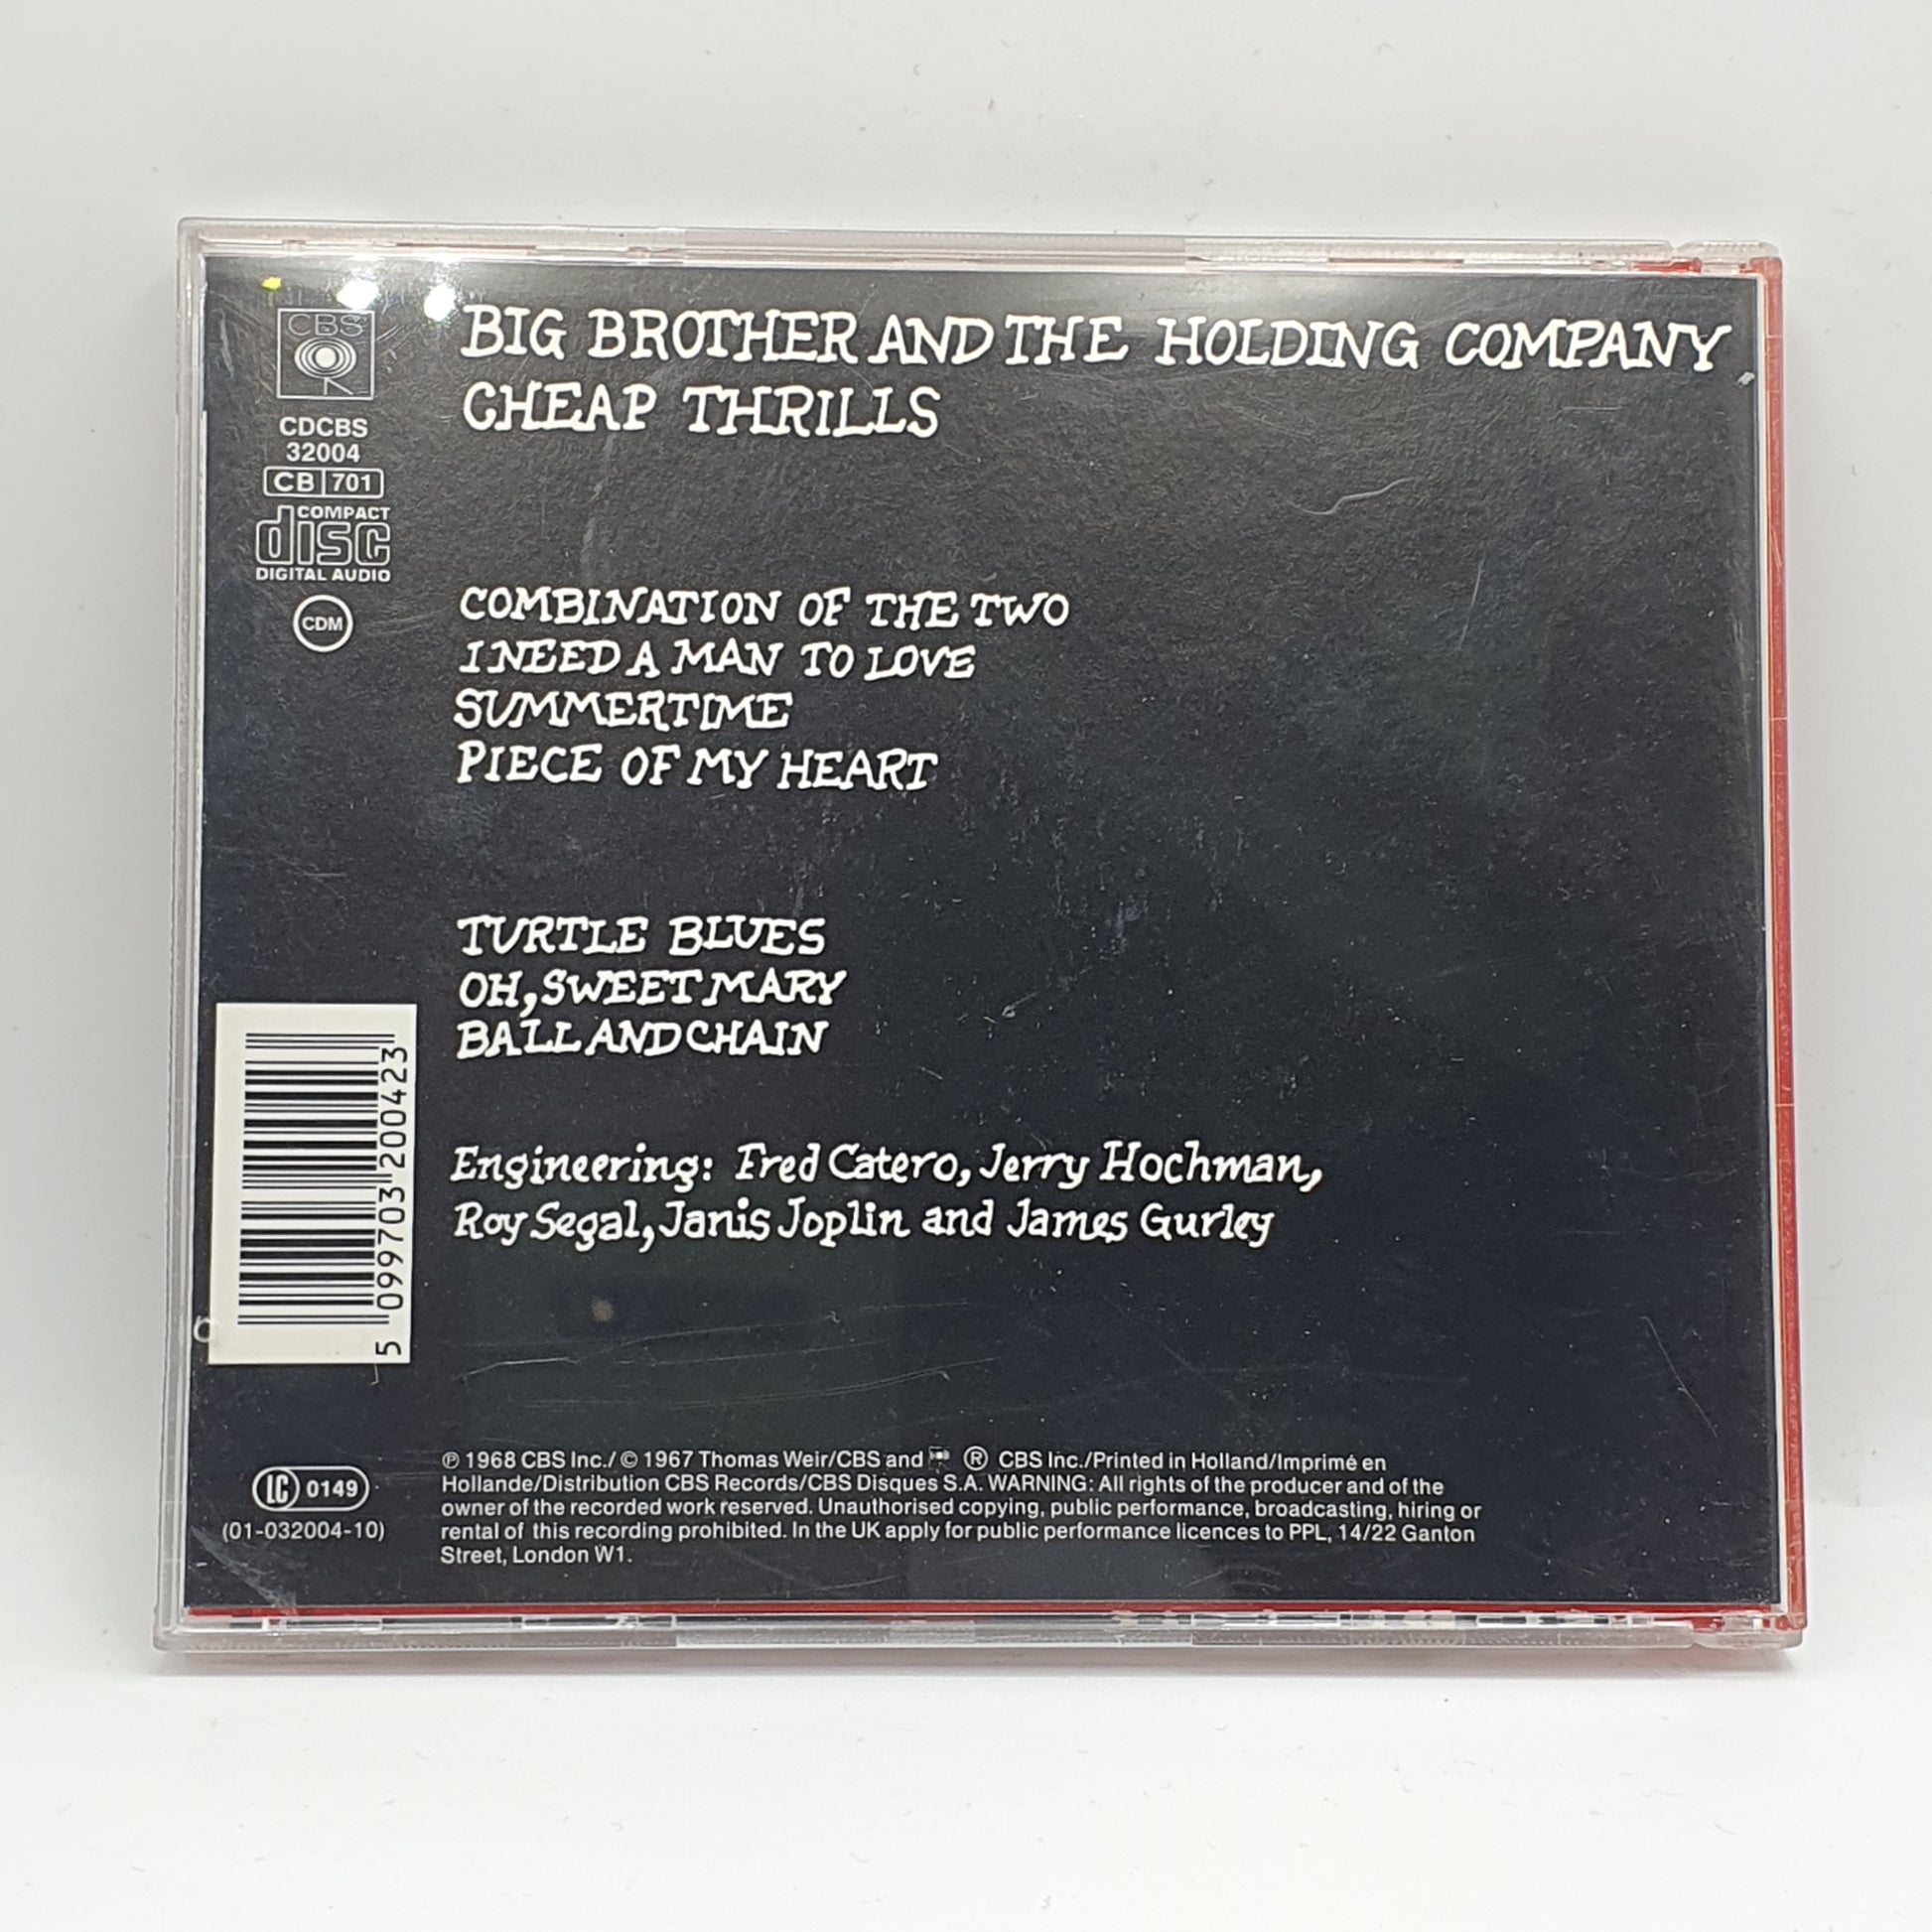 CBS
CDCBS
32004
CB 701
COMPACT
disc
DIGITAL AUDIO
CDM
BIG BROTHER AND THE HOLDING COMPANY
CHEAP THRILLS
COMBINATION OF THE TWO
I NEED A MAN TO LOVE
SUMMERTIME
PIECE OF MY HEART
TURTLE BLUES
OH, SWEET MARY
BALL AND CHAIN
Engineering: Fred Catero, Jerry Hochman,
Roy Segal, Janis Joplin and James Gurley
5 099703 200423
LC 0149
(01-032004-10)
℗ 1968 CBS Inc./ © 1967 Thomas Weir/CBS and ® CBS Inc./Printed in Holland/Imprimé en
Hollande/Distribution CBS Records/CBS Disques S.A. WARNING: All rights of the producer and of the
owner of the recorded work reserved. Unauthorised copying, public performance, broadcasting, hiring or
rental of this recording prohibited. In the UK apply for public performance licences to PPL, 14/22 Ganton
Street, London W1.